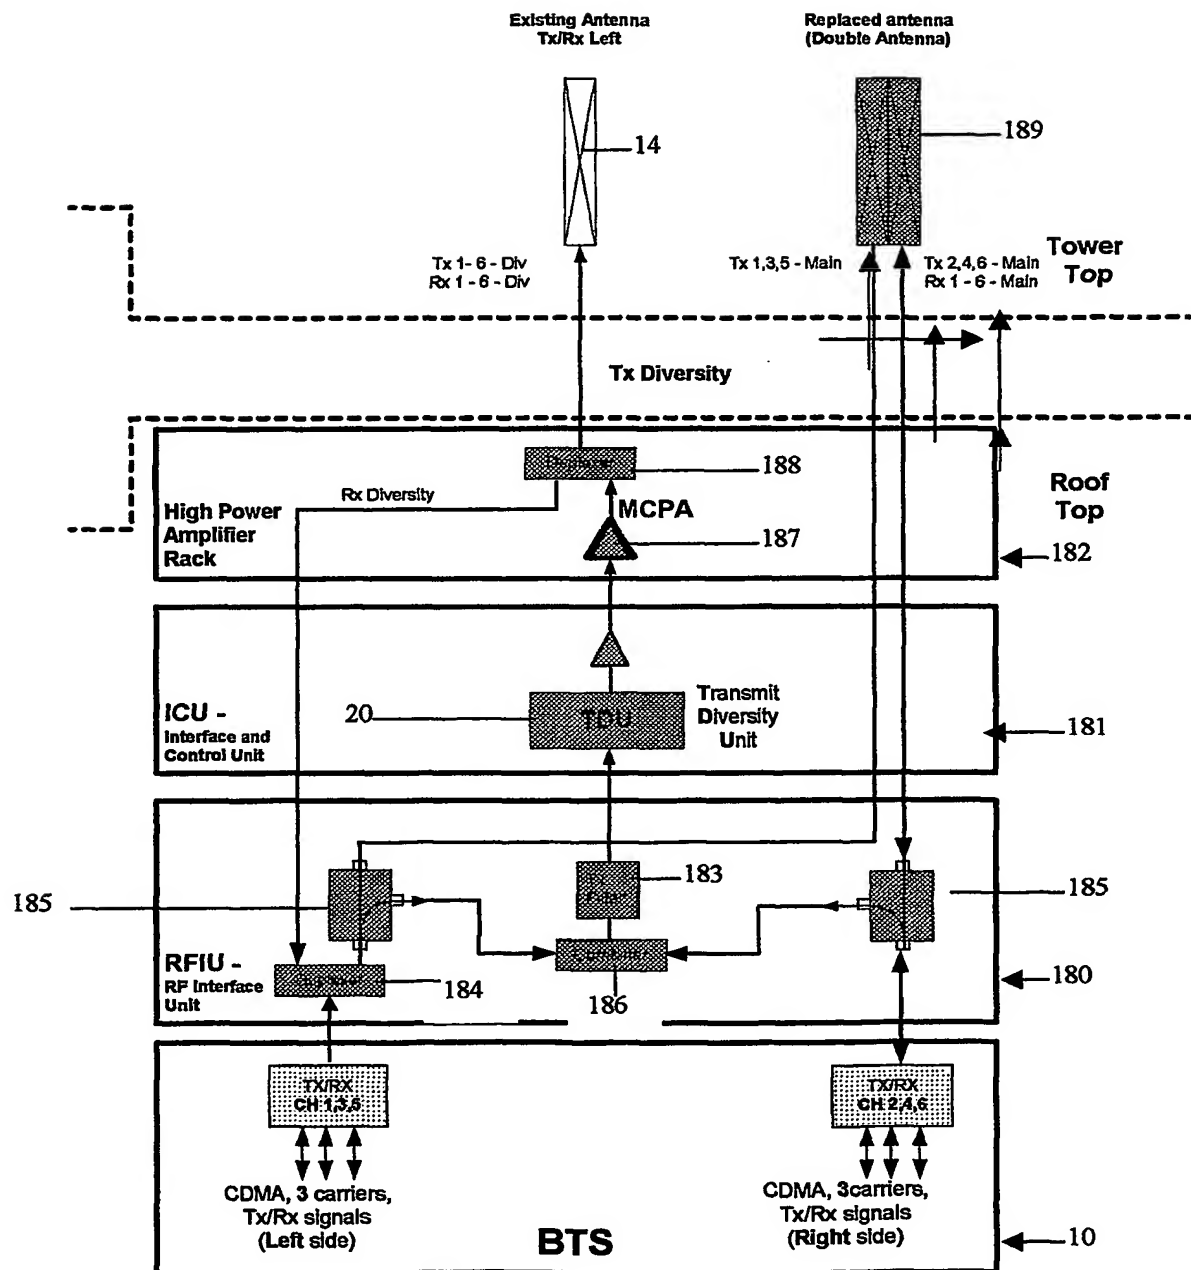 Existing Antenna
Tx/Rx Left
Replaced antenna
(Double Antenna)
14
189
Tx 1- 6 - Div
Rx 1 - 6 - Div
Tx 1,3,5 - Main
Tx 2,4,6 - Main
Rx 1 - 6 - Main
Tower
Top
Tx Diversity
188
Rx Diversity
MCPA
187
High Power
Amplifier
Rack
Roof
Top
182
20
TDU
Transmit
Diversity
Unit
ICU -
Interface and
Control Unit
181
183
185
185
Combiner
RFIU -
RF Interface
Unit
184
186
180
TX/RX
CH 1,3,5
TX/RX
CH 2,4,6
CDMA, 3 carriers,
Tx/Rx signals
(Left side)
CDMA, 3carriers,
Tx/Rx signals
(Right side)
BTS
10